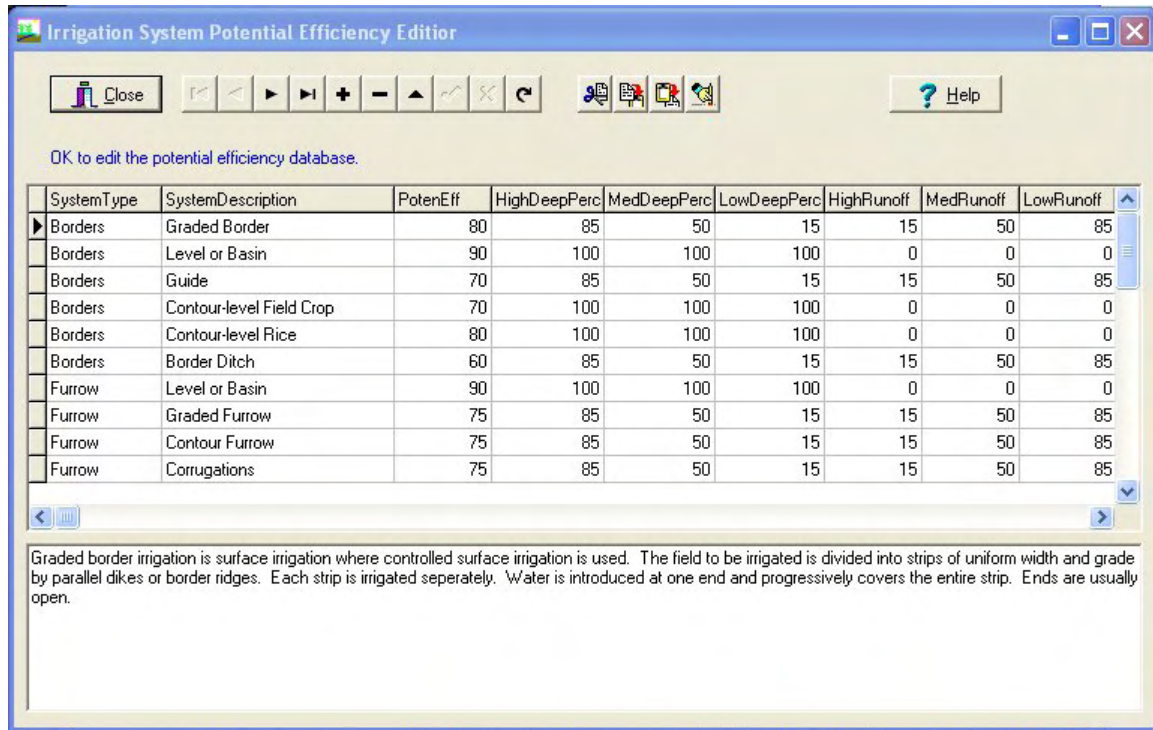 Irrigation System Potential Efficiency Editior
Close
? Help
OK to edit the potential efficiency database.
SystemType SystemDescription PotenEff HighDeepPerc MedDeepPerc LowDeepPerc HighRunoff MedRunoff LowRunoff
Borders Graded Border 80 85 50 15 15 50 85
Borders Level or Basin 90 100 100 100 0 0 0
Borders Guide 70 85 50 15 15 50 85
Borders Contour-level Field Crop 70 100 100 100 0 0 0
Borders Contour-level Rice 80 100 100 100 0 0 0
Borders Border Ditch 60 85 50 15 15 50 85
Furrow Level or Basin 90 100 100 100 0 0 0
Furrow Graded Furrow 75 85 50 15 15 50 85
Furrow Contour Furrow 75 85 50 15 15 50 85
Furrow Corrugations 75 85 50 15 15 50 85
Graded border irrigation is surface irrigation where controlled surface irrigation is used. The field to be irrigated is divided into strips of uniform width and grade
by parallel dikes or border ridges. Each strip is irrigated seperately. Water is introduced at one end and progressively covers the entire strip. Ends are usually
open.